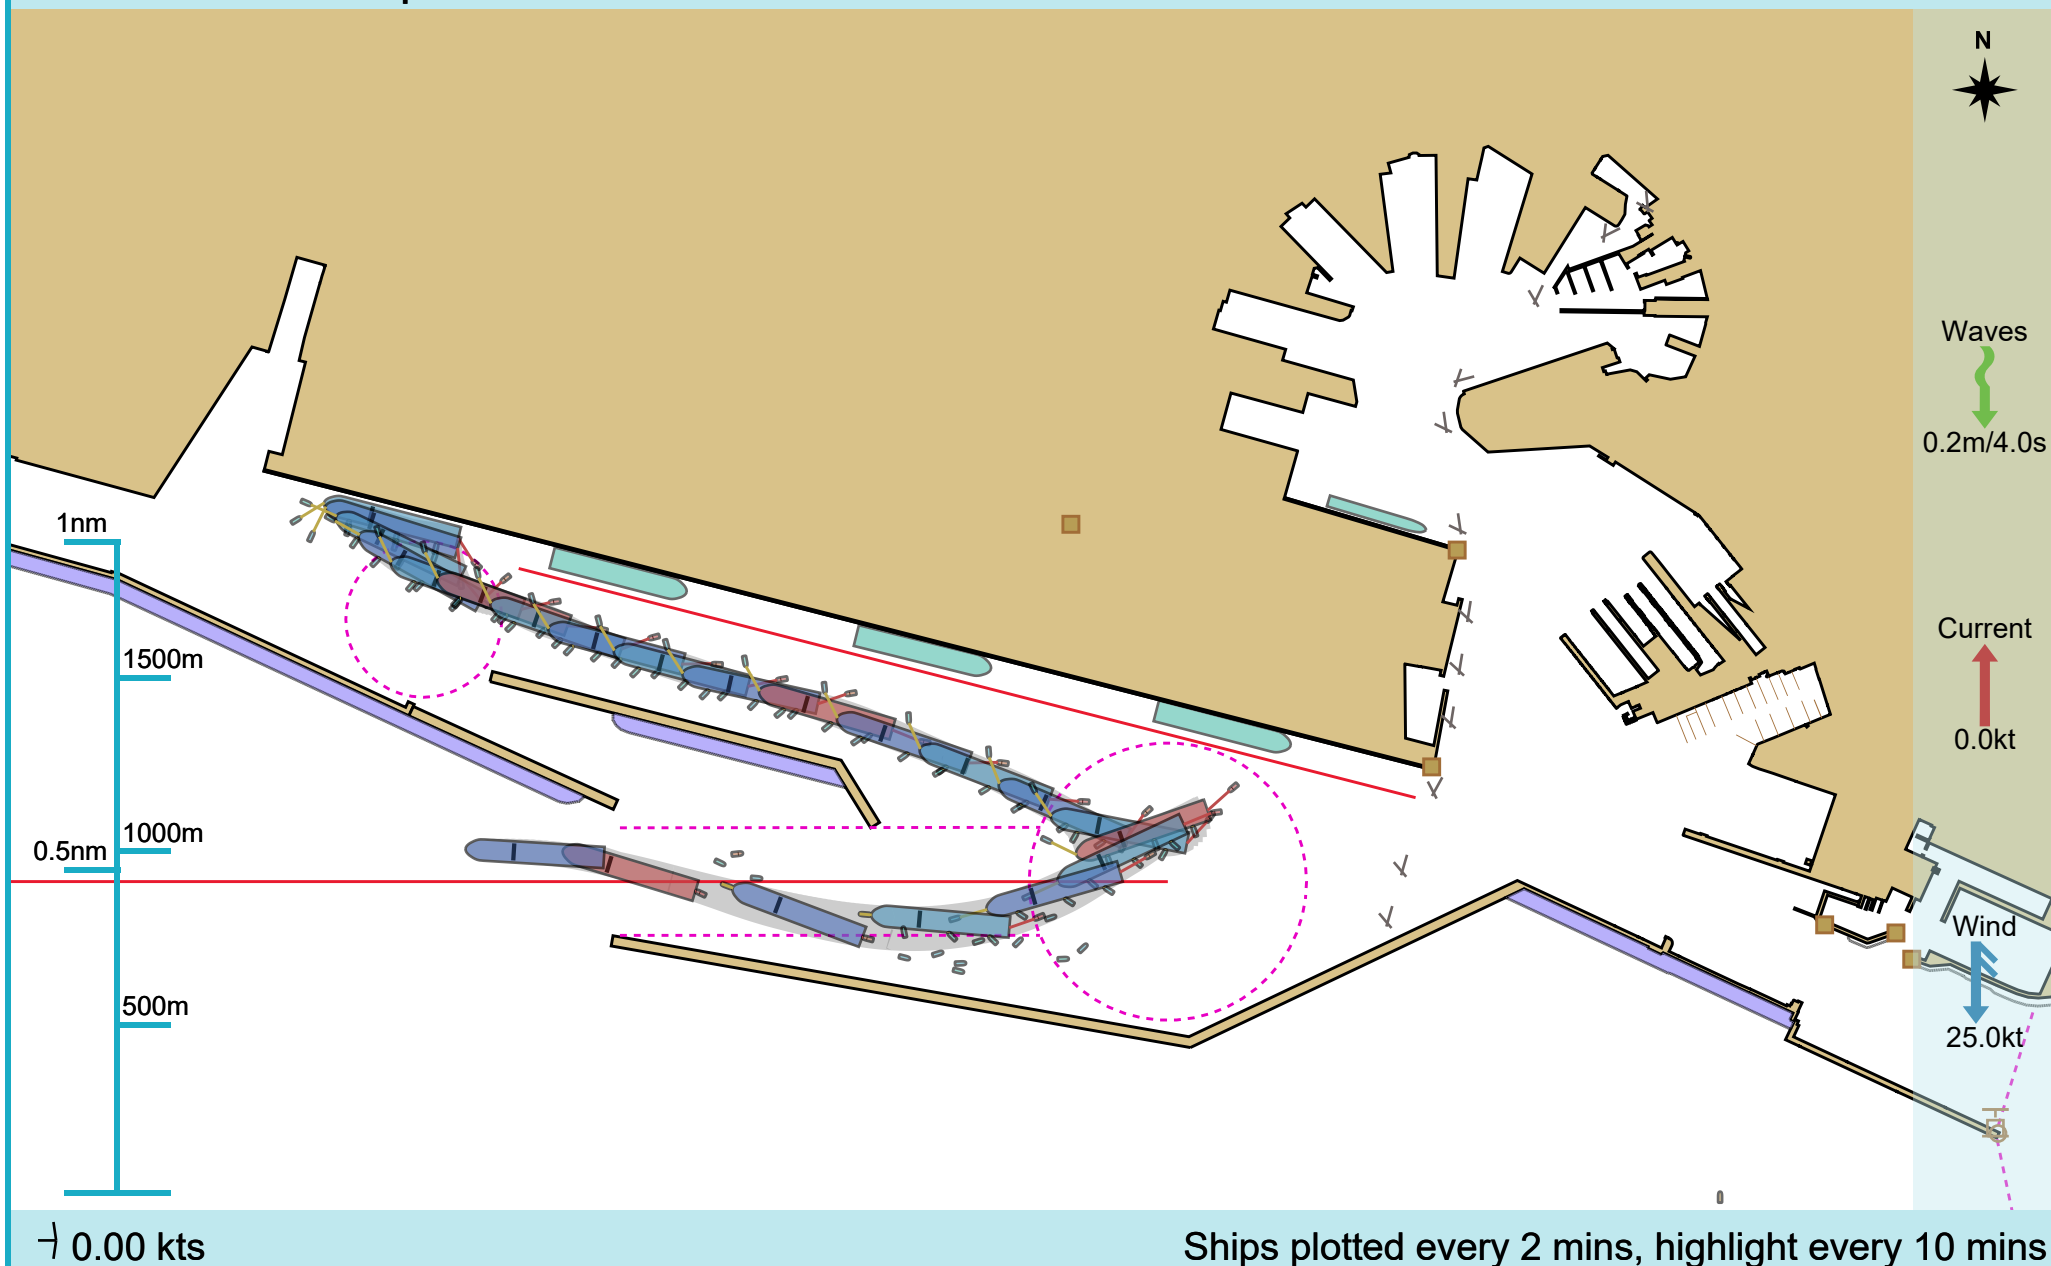 N
Waves
0.2m/4.0s
1nm
Current
1500m
0.0kt
1000m
0.5nm
Wind
500m
25.0kt
0.00 kts
Ships plotted every 2 mins, highlight every 10 mins